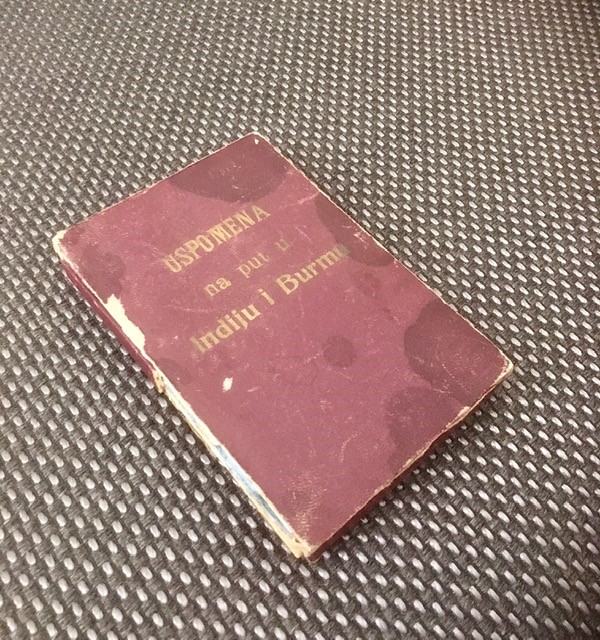 USPOMENA
na put u
Indiju i Burmu